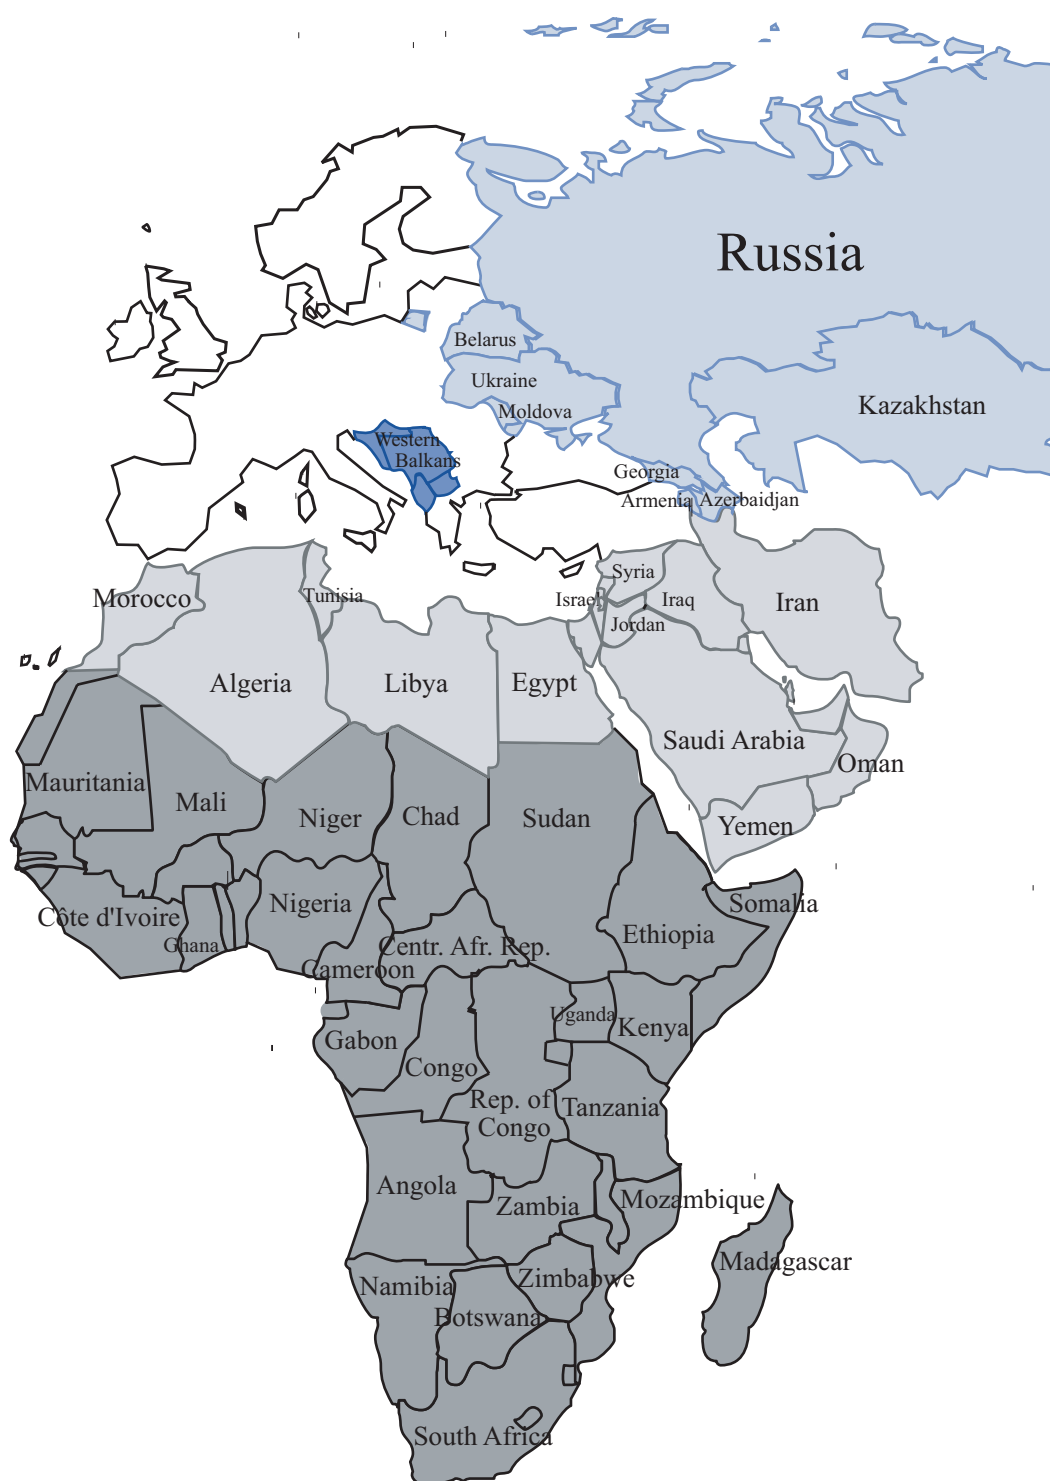 Russia
Belarus
Ukraine
Kazakhstan
Moldova
Western
Balkans
Georgia
Armenia
Azerbaidjan
Syria
Morocco
Tunisia
Israel
Iraq
Iran
Jordan
Algeria
Libya
Egypt
Saudi Arabia
Oman
Mauritania
Mali
Niger
Chad
Sudan
Yemen
Nigeria
Somalia
Côte d'Ivoire
Ghana
Ethiopia
Centr. Afr. Rep.
Cameroon
Uganda
Kenya
Gabon
Congo
Rep. of
Congo
Tanzania
Angola
Zambia
Mozambique
Madagascar
Namibia
Zimbabwe
Botswana
South Africa